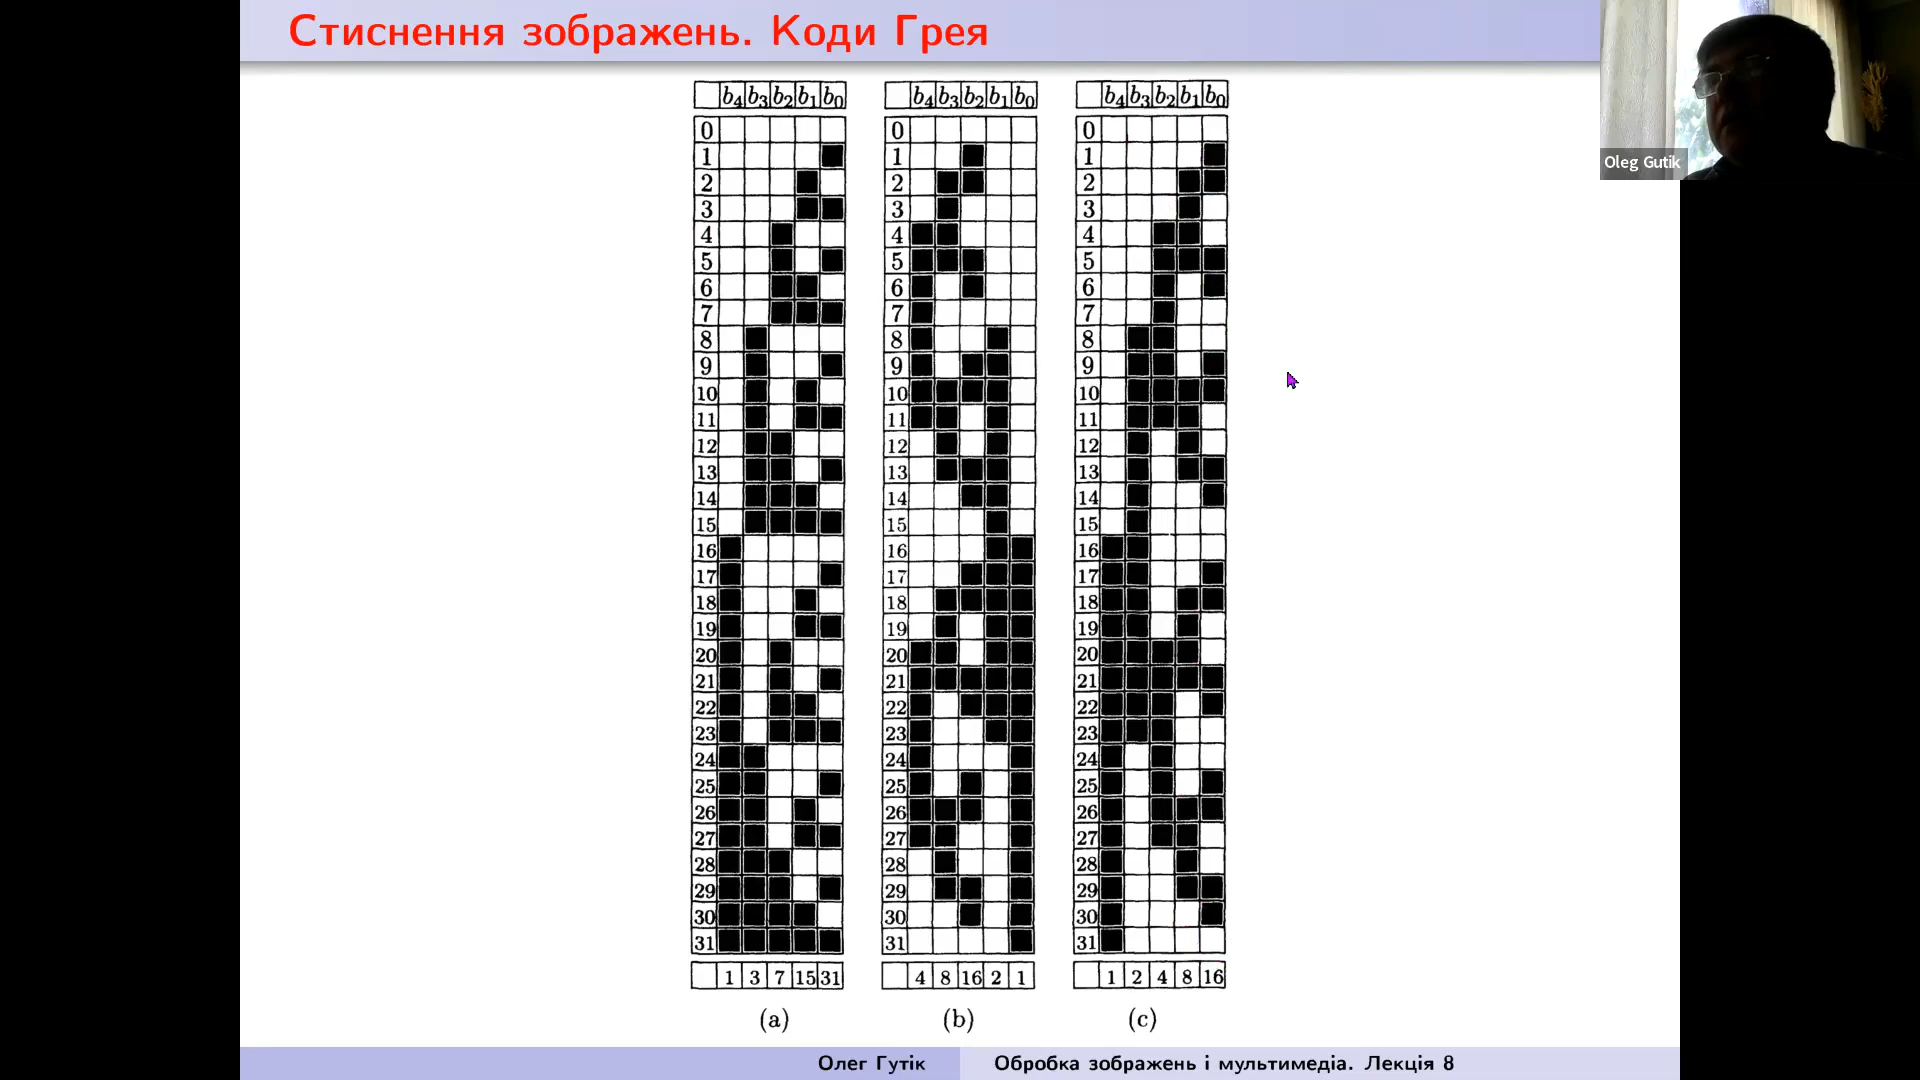 Стиснення зображень. Коди Грея
Oleg Gutik
b4 b3 b2 b1 b0 b4 b3 b2 b1 b0 b4 b3 b2 b1 b0
0 0 0
1 1 1
2 2 2
3 3 3
4 4 4
5 5 5
6 6 6
7 7 7
8 8 8
9 9 9
10 10 10
11 11 11
12 12 12
13 13 13
14 14 14
15 15 15
16 16 16
17 17 17
18 18 18
19 19 19
20 20 20
21 21 21
22 22 22
23 23 23
24 24 24
25 25 25
26 26 26
27 27 27
28 28 28
29 29 29
30 30 30
31 31 31
1 3 7 15 31 4 8 16 2 1 1 2 4 8 16
(a) (b) (c)
Олег Гутік Обробка зображень і мультимедіа. Лекція 8